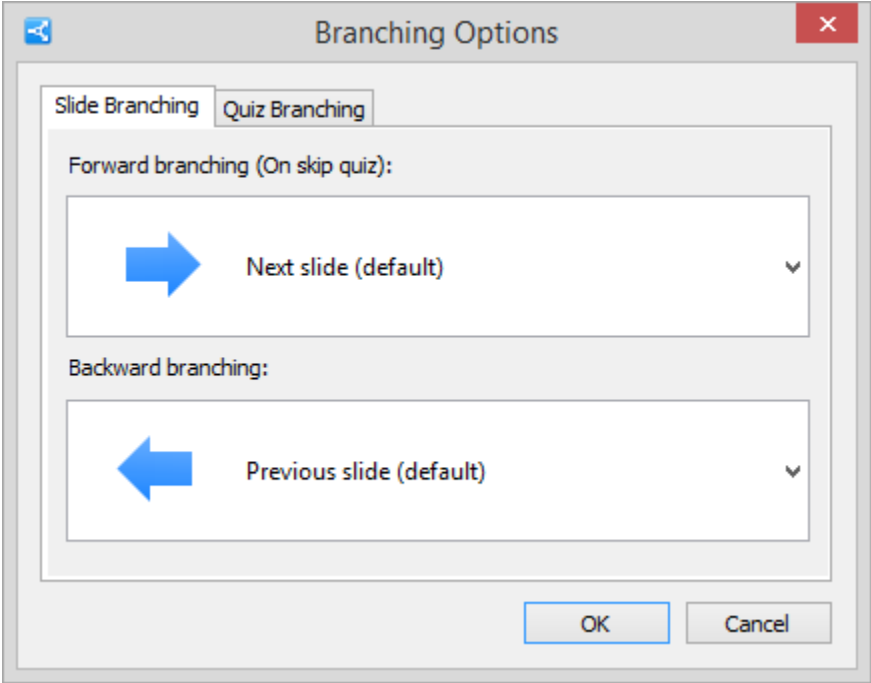 Branching Options
Slide Branching
Quiz Branching
Forward branching (On skip quiz):
Next slide (default)
Backward branching:
Previous slide (default)
OK
Cancel